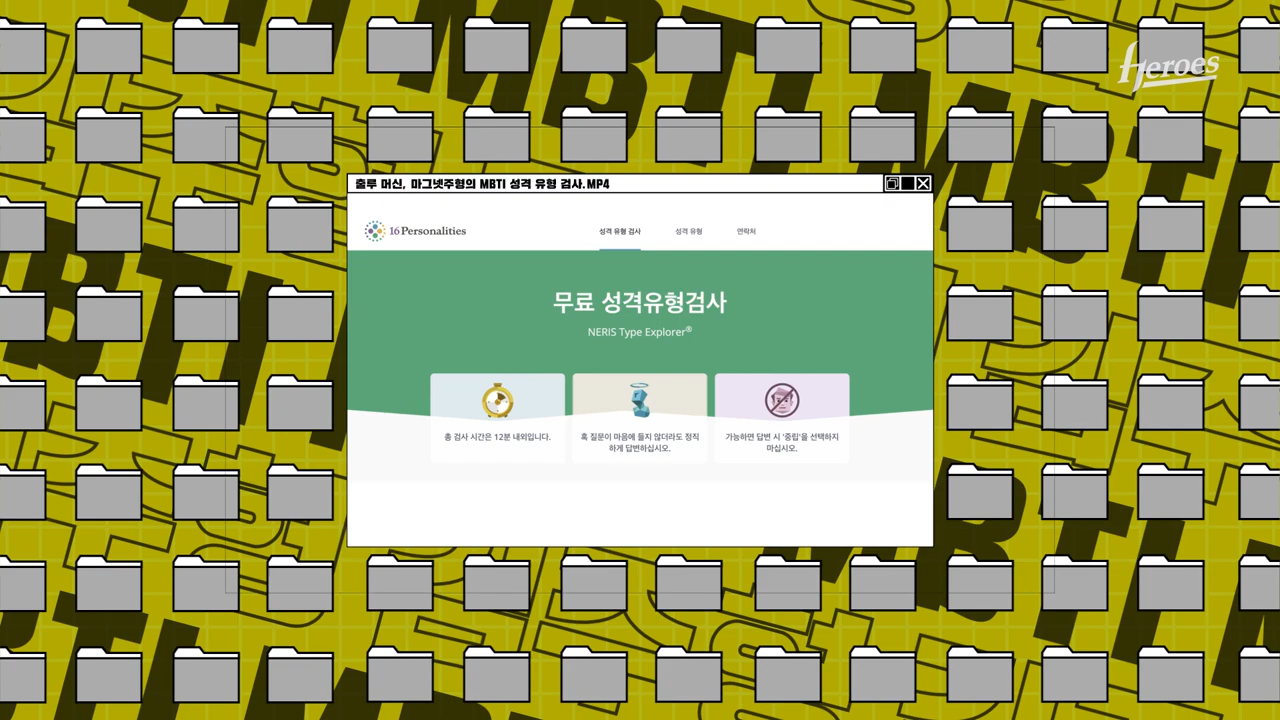 Heroes
출루 머신, 마그넷주형의 MBTI 성격 유형 검사.MP4
16Personalities
성격 유형 검사
성격 유형
연락처
무료 성격유형검사
NERIS Type Explorer®
총 검사 시간은 12분 내외입니다.
혹 질문이 마음에 들지 않더라도 정직
하게 답변하십시오.
가능하면 답변 시 '중립'을 선택하지
마십시오.
MBTI
MBTI
MBTI
MBTI